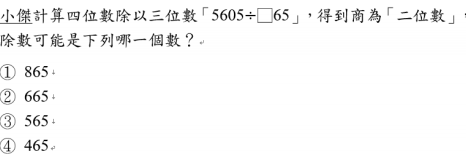 小傑計算四位數除以三位數「5605÷□65」，得到商為「二位數」，
除數可能是下列哪一個數？
① 865
② 665
③ 565
④ 465